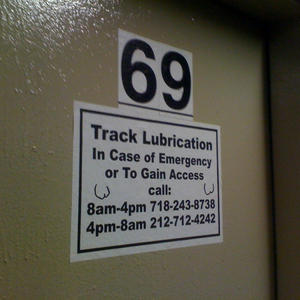 69
Track Lubrication
In Case of Emergency
or To Gain Access
call:
8am-4pm 718-243-8738
4pm-8am 212-712-4242